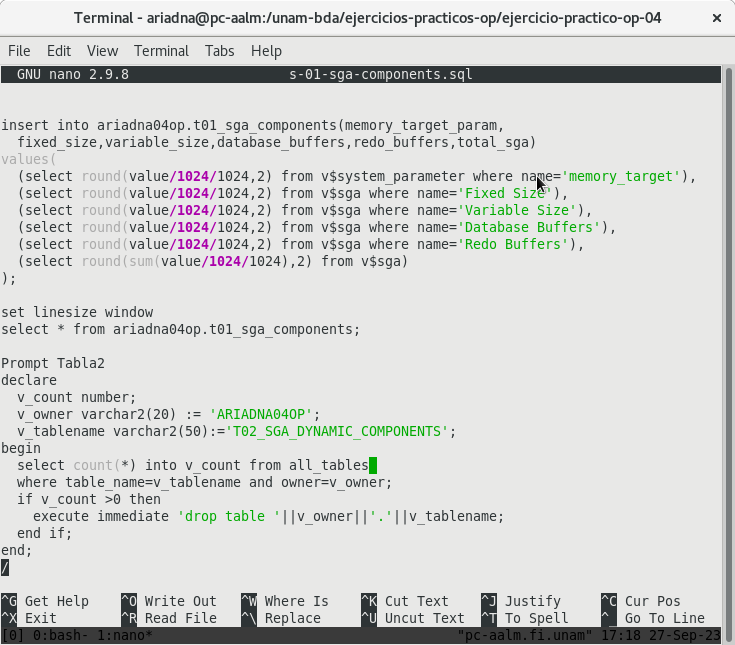 Terminal - ariadna@pc-aalm:/unam-bda/ejercicios-practicos-op/ejercicio-practico-op-04
File Edit View Terminal Tabs Help
GNU nano 2.9.8 s-01-sga-components.sql
insert into ariadna04op.t01_sga_components(memory_target_param,
  fixed_size,variable_size,database_buffers,redo_buffers,total_sga)
values(
  (select round(value/1024/1024,2) from v$system_parameter where name='memory_target'),
  (select round(value/1024/1024,2) from v$sga where name='Fixed Size'),
  (select round(value/1024/1024,2) from v$sga where name='Variable Size'),
  (select round(value/1024/1024,2) from v$sga where name='Database Buffers'),
  (select round(value/1024/1024,2) from v$sga where name='Redo Buffers'),
  (select round(sum(value/1024/1024),2) from v$sga)
);
set linesize window
select * from ariadna04op.t01_sga_components;
Prompt Tabla2
declare
  v_count number;
  v_owner varchar2(20) := 'ARIADNA04OP';
  v_tablename varchar2(50):='T02_SGA_DYNAMIC_COMPONENTS';
begin
  select count(*) into v_count from all_tables
  where table_name=v_tablename and owner=v_owner;
  if v_count >0 then
    execute immediate 'drop table '||v_owner||'.'||v_tablename;
  end if;
end;
/
^G Get Help ^O Write Out ^W Where Is ^K Cut Text ^J Justify ^C Cur Pos
^X Exit ^R Read File ^\ Replace ^U Uncut Text ^T To Spell ^_ Go To Line
[0] 0:bash- 1:nano* "pc-aalm.fi.unam" 17:18 27-Sep-23